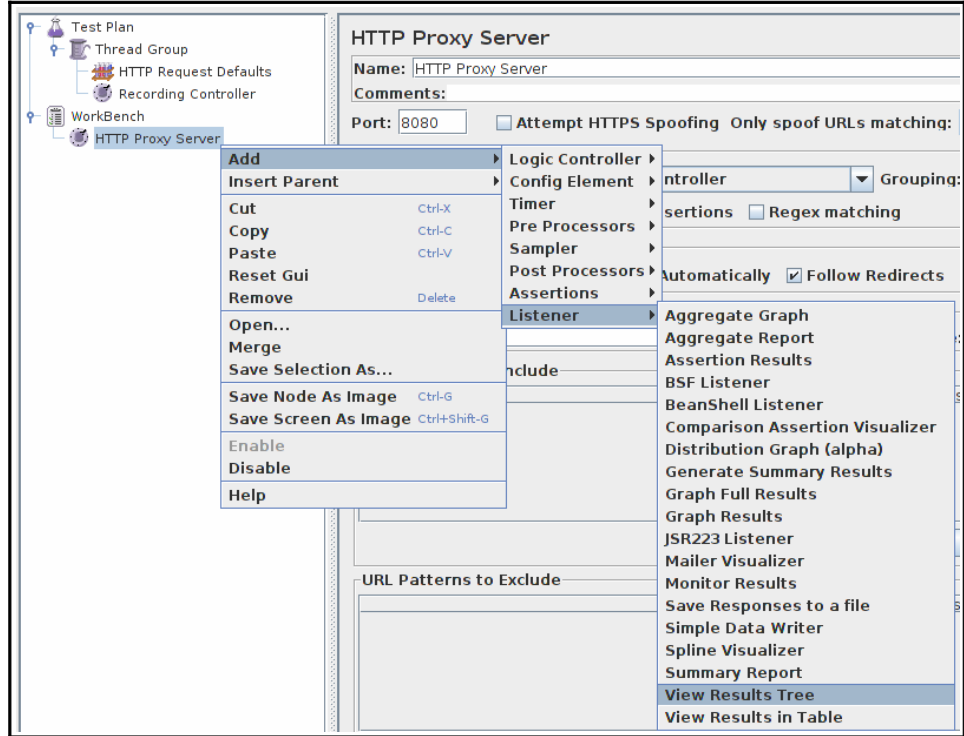 Test Plan
Thread Group
HTTP Request Defaults
Recording Controller
WorkBench
HTTP Proxy Server
HTTP Proxy Server
Name: HTTP Proxy Server
Comments:
Port: 8080 Attempt HTTPS Spoofing Only spoof URLs matching:
ntroller Grouping:
sertions Regex matching
Automatically Follow Redirects
nclude
URL Patterns to Exclude
Add
Insert Parent
Cut Ctrl-X
Copy Ctrl-C
Paste Ctrl-V
Reset Gui
Remove Delete
Open...
Merge
Save Selection As...
Save Node As Image Ctrl-G
Save Screen As Image Ctrl+Shift-G
Enable
Disable
Help
Logic Controller
Config Element
Timer
Pre Processors
Sampler
Post Processors
Assertions
Listener
Aggregate Graph
Aggregate Report
Assertion Results
BSF Listener
BeanShell Listener
Comparison Assertion Visualizer
Distribution Graph (alpha)
Generate Summary Results
Graph Full Results
Graph Results
JSR223 Listener
Mailer Visualizer
Monitor Results
Save Responses to a file
Simple Data Writer
Spline Visualizer
Summary Report
View Results Tree
View Results in Table